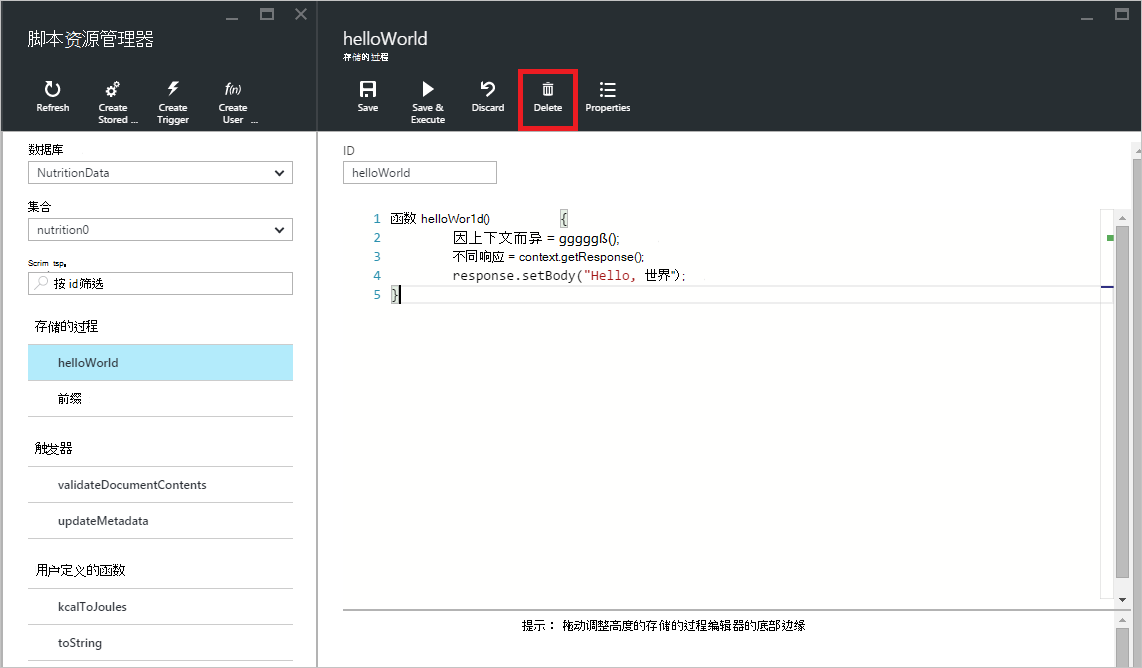 脚本资源管理器
Refresh
Create Stored ...
Create Trigger
f(n)
Create User ...
数据库
NutritionData
集合
nutrition0
Scrim tsp。
按 id筛选
存储的过程
helloWorld
前缀
触发器
validateDocumentContents
updateMetadata
用户定义的函数
kcalToJoules
toString
helloWorld
存储的过程
Save
Save & Execute
Discard
Delete
Properties
ID
helloWorld
1 函数 helloWor1d() {
2 因上下文而异 = gggggß();
3 不同响应 = context.getResponse();
4 response.setBody("Hello, 世界");
5 }
提示： 拖动调整高度的存储的过程编辑器的底部边缘